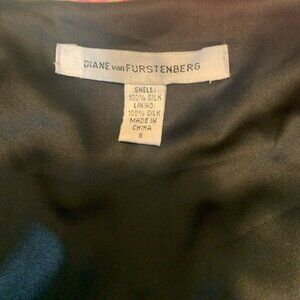 DIANE von FURSTENBERG
SHELL:
100% SILK
LINING:
100% SILK
MADE IN
CHINA
6